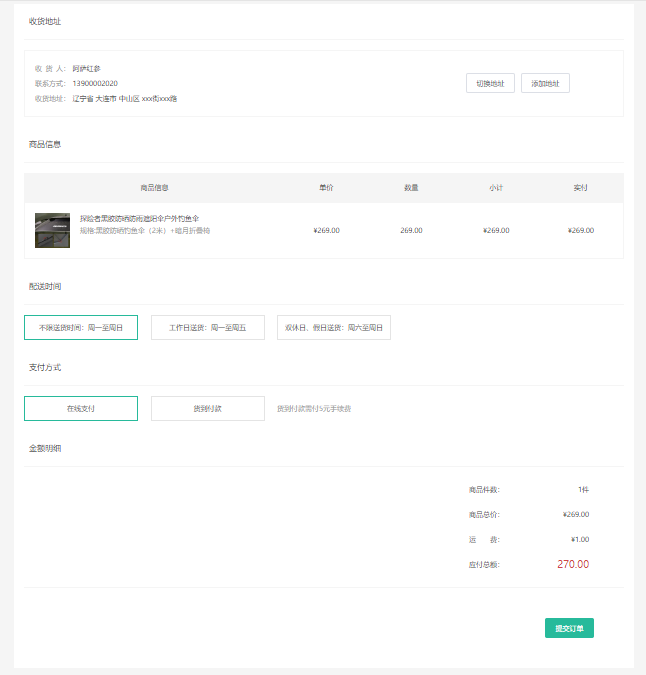 收货地址
收 货 人： 阿萨红参
联系方式： 13900002020
收货地址： 辽宁省 大连市 中山区 xxx街xxx路
切换地址 添加地址
商品信息
商品信息 单价 数量 小计 实付
探险者黑胶防晒防雨遮阳伞户外钓鱼伞
规格:黑胶防晒钓鱼伞（2米）+皓月折叠椅
¥269.00 269.00 ¥269.00 ¥269.00
配送时间
不限送货时间：周一至周日 工作日送货：周一至周五 双休日、假日送货：周六至周日
支付方式
在线支付 货到付款 货到付款需付5元手续费
金额明细
商品件数： 1件
商品总价： ¥269.00
运 费： ¥1.00
应付总额： 270.00
提交订单